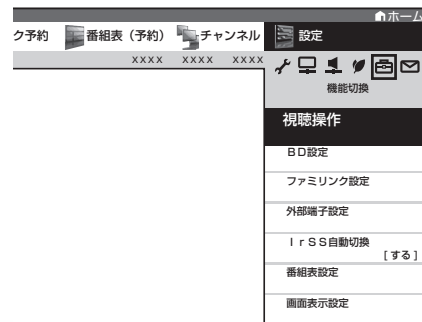 ホーム
ク予約 番組表（予約） チャンネル 設定
xxxx xxxx xxxx
機能切換
視聴操作
BD設定
ファミリンク設定
外部端子設定
IrSS自動切換
[する]
番組表設定
画面表示設定